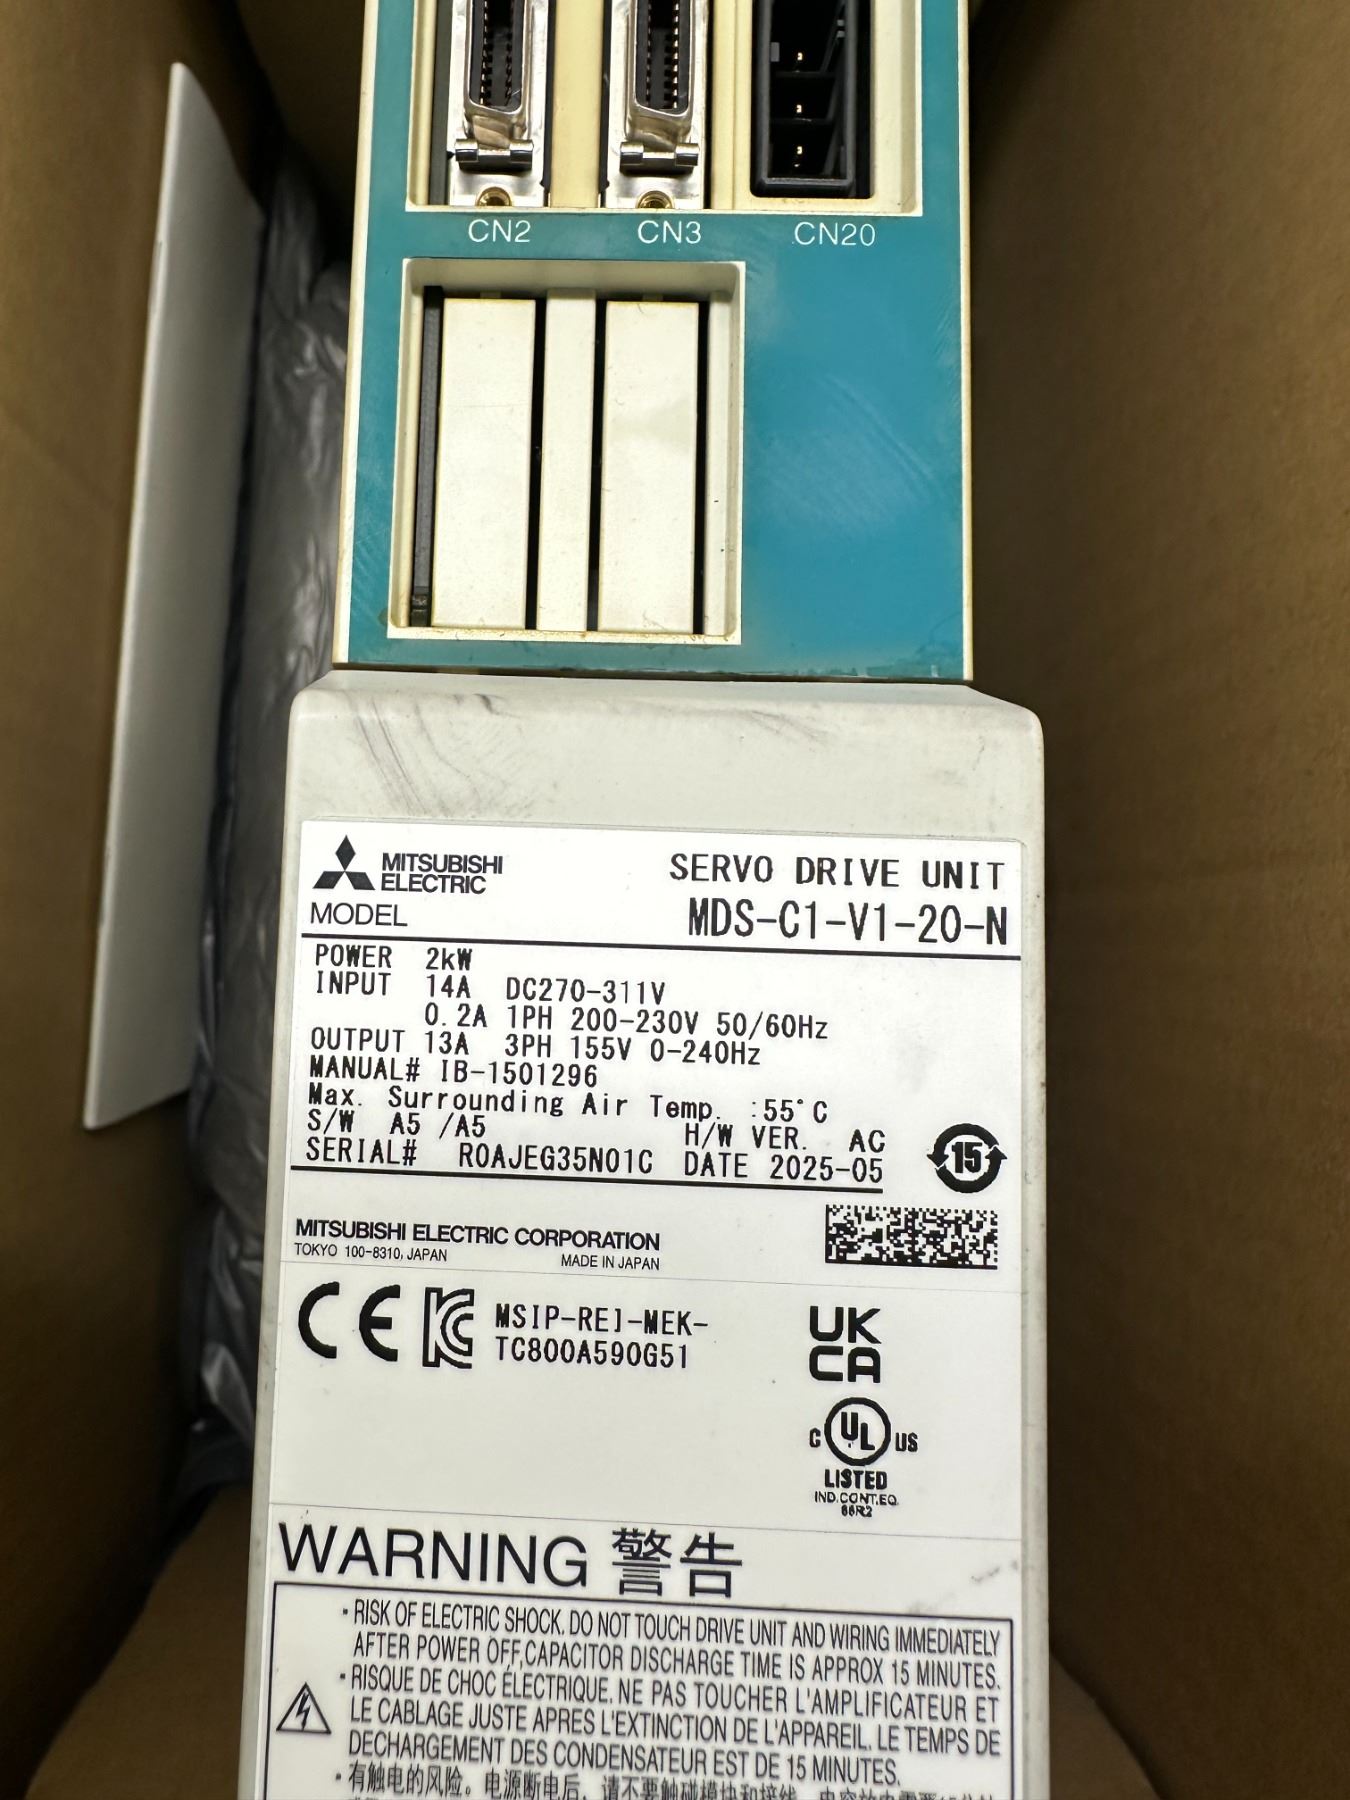 CN2 CN3 CN20
MITSUBISHI
ELECTRIC
SERVO DRIVE UNIT
MODEL MDS-C1-V1-20-N
POWER 2kW
INPUT 14A DC270-311V
0.2A 1PH 200-230V 50/60Hz
OUTPUT 13A 3PH 155V 0-240Hz
MANUAL# IB-1501296
Max. Surrounding Air Temp. :55°C
S/W A5 /A5 H/W VER. AC
SERIAL# R0AJEG35N01C DATE 2025-05
15
MITSUBISHI ELECTRIC CORPORATION
TOKYO 100-8310, JAPAN MADE IN JAPAN
CE MSIP-REI-MEK-
TC800A590G51
UK
CA
C UL US
LISTED
IND.CONT.EQ.
66R2
WARNING 警告
・RISK OF ELECTRIC SHOCK. DO NOT TOUCH DRIVE UNIT AND WIRING IMMEDIATELY
AFTER POWER OFF,CAPACITOR DISCHARGE TIME IS APPROX 15 MINUTES.
・RISQUE DE CHOC ÉLECTRIQUE. NE PAS TOUCHER L'AMPLIFICATEUR ET
LE CABLAGE JUSTE APRES L'EXTINCTION DE L'APPAREIL. LE TEMPS DE
DECHARGEMENT DES CONDENSATEUR EST DE 15 MINUTES.
・有触电的风险。电源断电后，请不要触碰模块和接线。